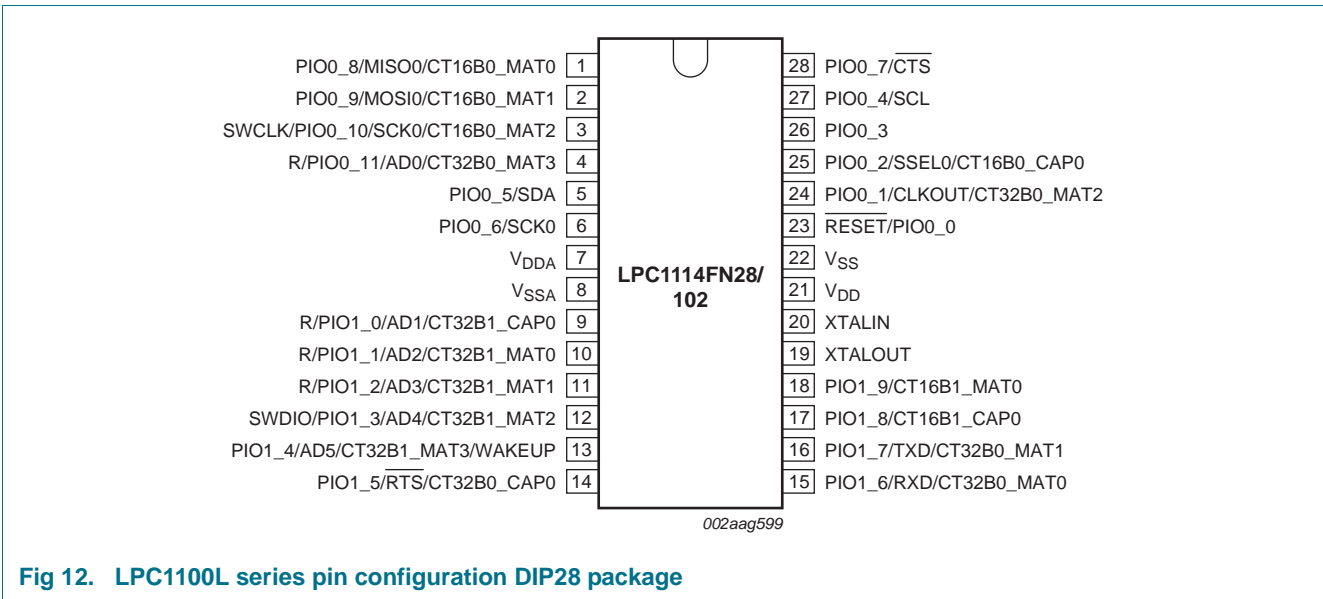 PIO0_8/MISO0/CT16B0_MAT0 1
PIO0_9/MOSI0/CT16B0_MAT1 2
SWCLK/PIO0_10/SCK0/CT16B0_MAT2 3
R/PIO0_11/AD0/CT32B0_MAT3 4
PIO0_5/SDA 5
PIO0_6/SCK0 6
VDDA 7
VSSA 8
R/PIO1_0/AD1/CT32B1_CAP0 9
R/PIO1_1/AD2/CT32B1_MAT0 10
R/PIO1_2/AD3/CT32B1_MAT1 11
SWDIO/PIO1_3/AD4/CT32B1_MAT2 12
PIO1_4/AD5/CT32B1_MAT3/WAKEUP 13
PIO1_5/RTS/CT32B0_CAP0 14
LPC1114FN28/
102
28 PIO0_7/CTS
27 PIO0_4/SCL
26 PIO0_3
25 PIO0_2/SSEL0/CT16B0_CAP0
24 PIO0_1/CLKOUT/CT32B0_MAT2
23 RESET/PIO0_0
22 VSS
21 VDD
20 XTALIN
19 XTALOUT
18 PIO1_9/CT16B1_MAT0
17 PIO1_8/CT16B1_CAP0
16 PIO1_7/TXD/CT32B0_MAT1
15 PIO1_6/RXD/CT32B0_MAT0
002aag599
Fig 12. LPC1100L series pin configuration DIP28 package